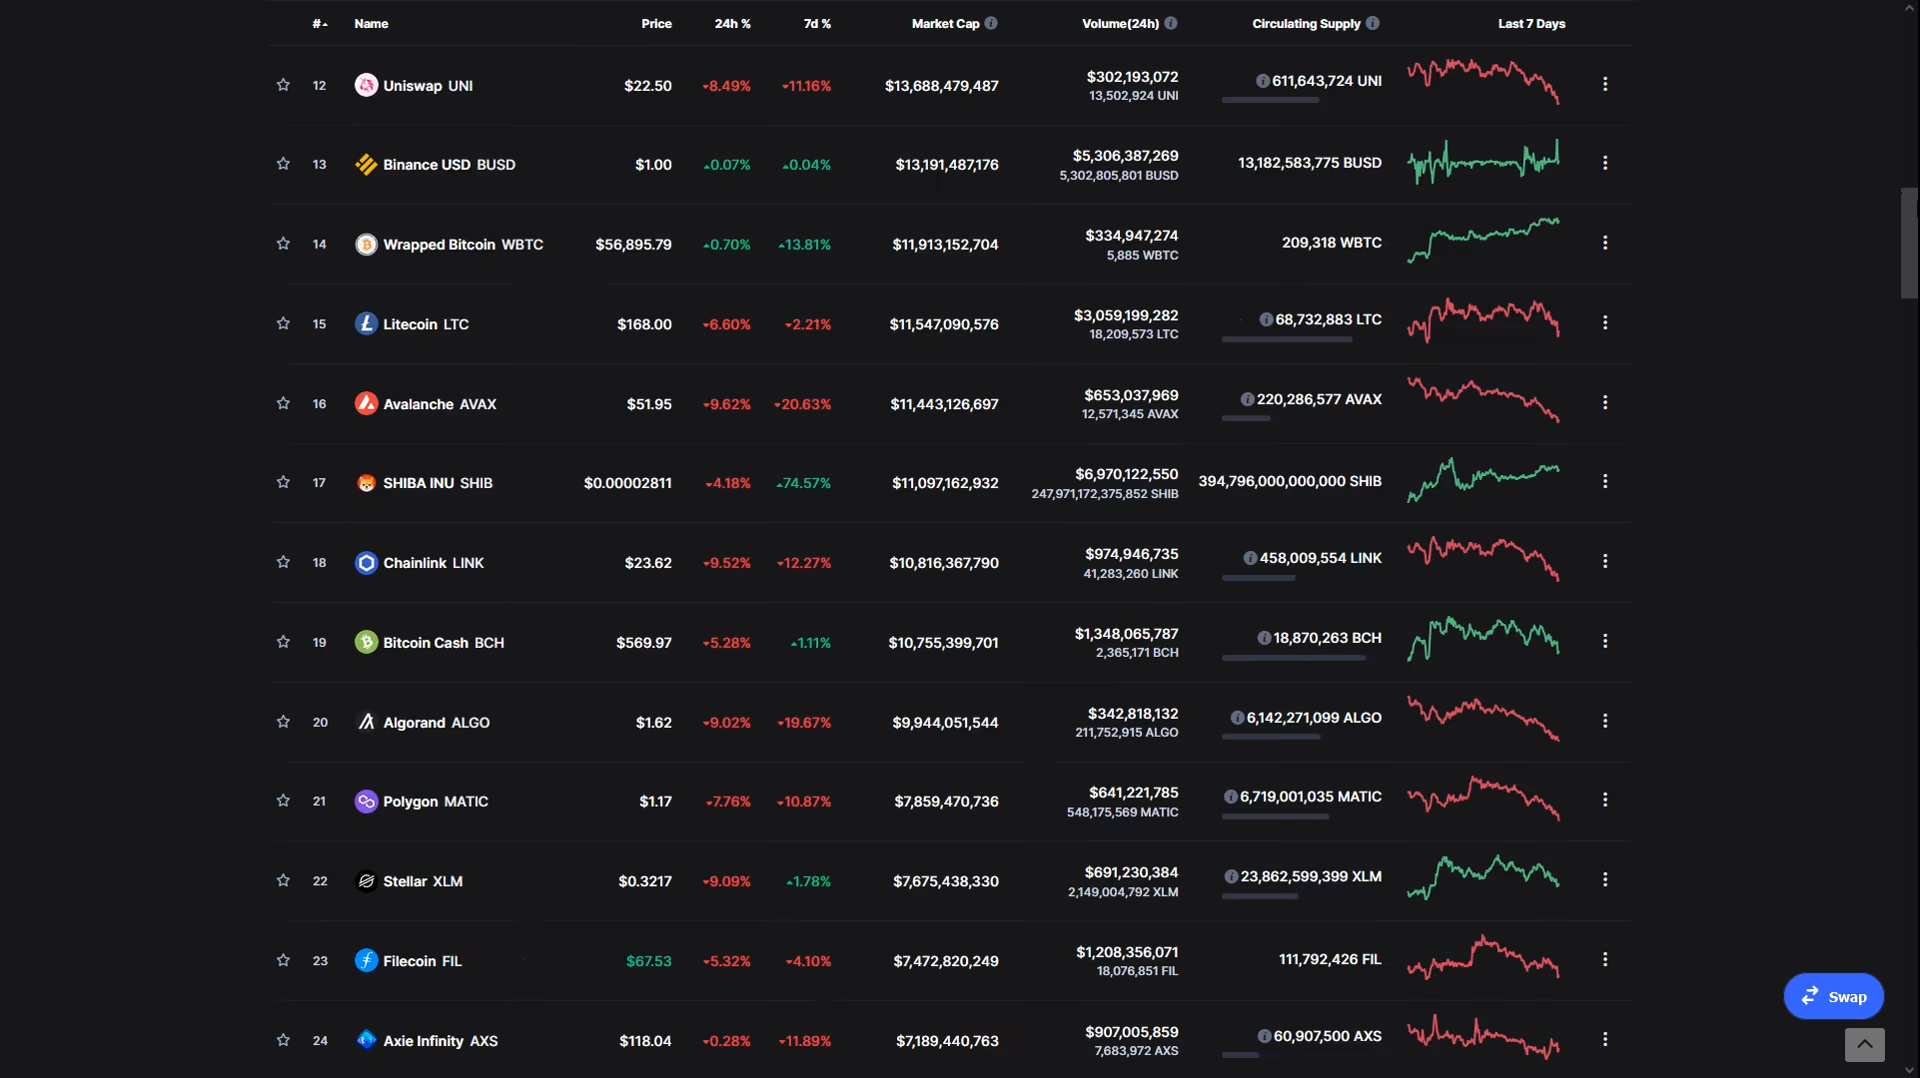 # Name Price 24h % 7d % Market Cap Volume(24h) Circulating Supply Last 7 Days
12 Uniswap UNI $22.50 8.49% 11.16% $13,688,479,487 $302,193,072 611,643,724 UNI
13,502,924 UNI
13 Binance USD BUSD $1.00 0.07% 0.04% $13,191,487,176 $5,306,387,269 13,182,583,775 BUSD
5,302,805,801 BUSD
14 Wrapped Bitcoin WBTC $56,895.79 0.70% 13.81% $11,913,152,704 $334,947,274 209,318 WBTC
5,885 WBTC
15 Litecoin LTC $168.00 6.60% 2.21% $11,547,090,576 $3,059,199,282 68,732,883 LTC
18,209,573 LTC
16 Avalanche AVAX $51.95 9.62% 20.63% $11,443,126,697 $653,037,969 220,286,577 AVAX
12,571,345 AVAX
17 SHIBA INU SHIB $0.00002811 4.18% 74.57% $11,097,162,932 $6,970,122,550 394,796,000,000,000 SHIB
247,971,172,375,852 SHIB
18 Chainlink LINK $23.62 9.52% 12.27% $10,816,367,790 $974,946,735 458,009,554 LINK
41,283,260 LINK
19 Bitcoin Cash BCH $569.97 5.28% 1.11% $10,755,399,701 $1,348,065,787 18,870,263 BCH
2,365,171 BCH
20 Algorand ALGO $1.62 9.02% 19.67% $9,944,051,544 $342,818,132 6,142,271,099 ALGO
211,752,915 ALGO
21 Polygon MATIC $1.17 7.76% 10.87% $7,859,470,736 $641,221,785 6,719,001,035 MATIC
548,175,569 MATIC
22 Stellar XLM $0.3217 9.09% 1.78% $7,675,438,330 $691,230,384 23,862,599,399 XLM
2,149,004,792 XLM
23 Filecoin FIL $67.53 5.32% 4.10% $7,472,820,249 $1,208,356,071 111,792,426 FIL
18,076,851 FIL
Swap
24 Axie Infinity AXS $118.04 0.28% 11.89% $7,189,440,763 $907,005,859 60,907,500 AXS
7,683,972 AXS